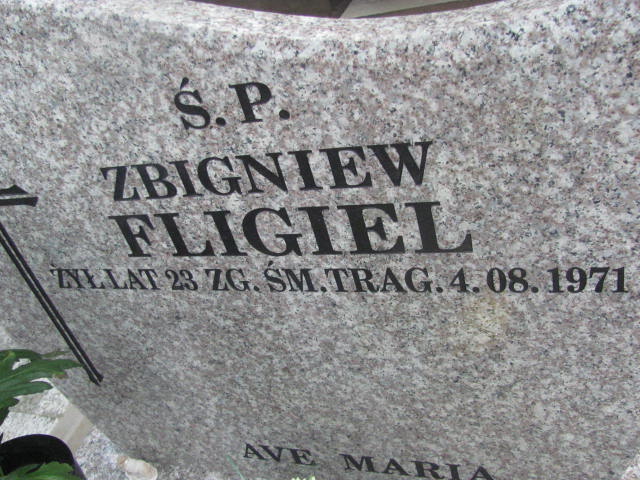 Ś.P.
ZBIGNIEW
FLIGIEL
ŻYŁ LAT 23 ZG. ŚM. TRAG. 4.08.1971
AVE MARIA